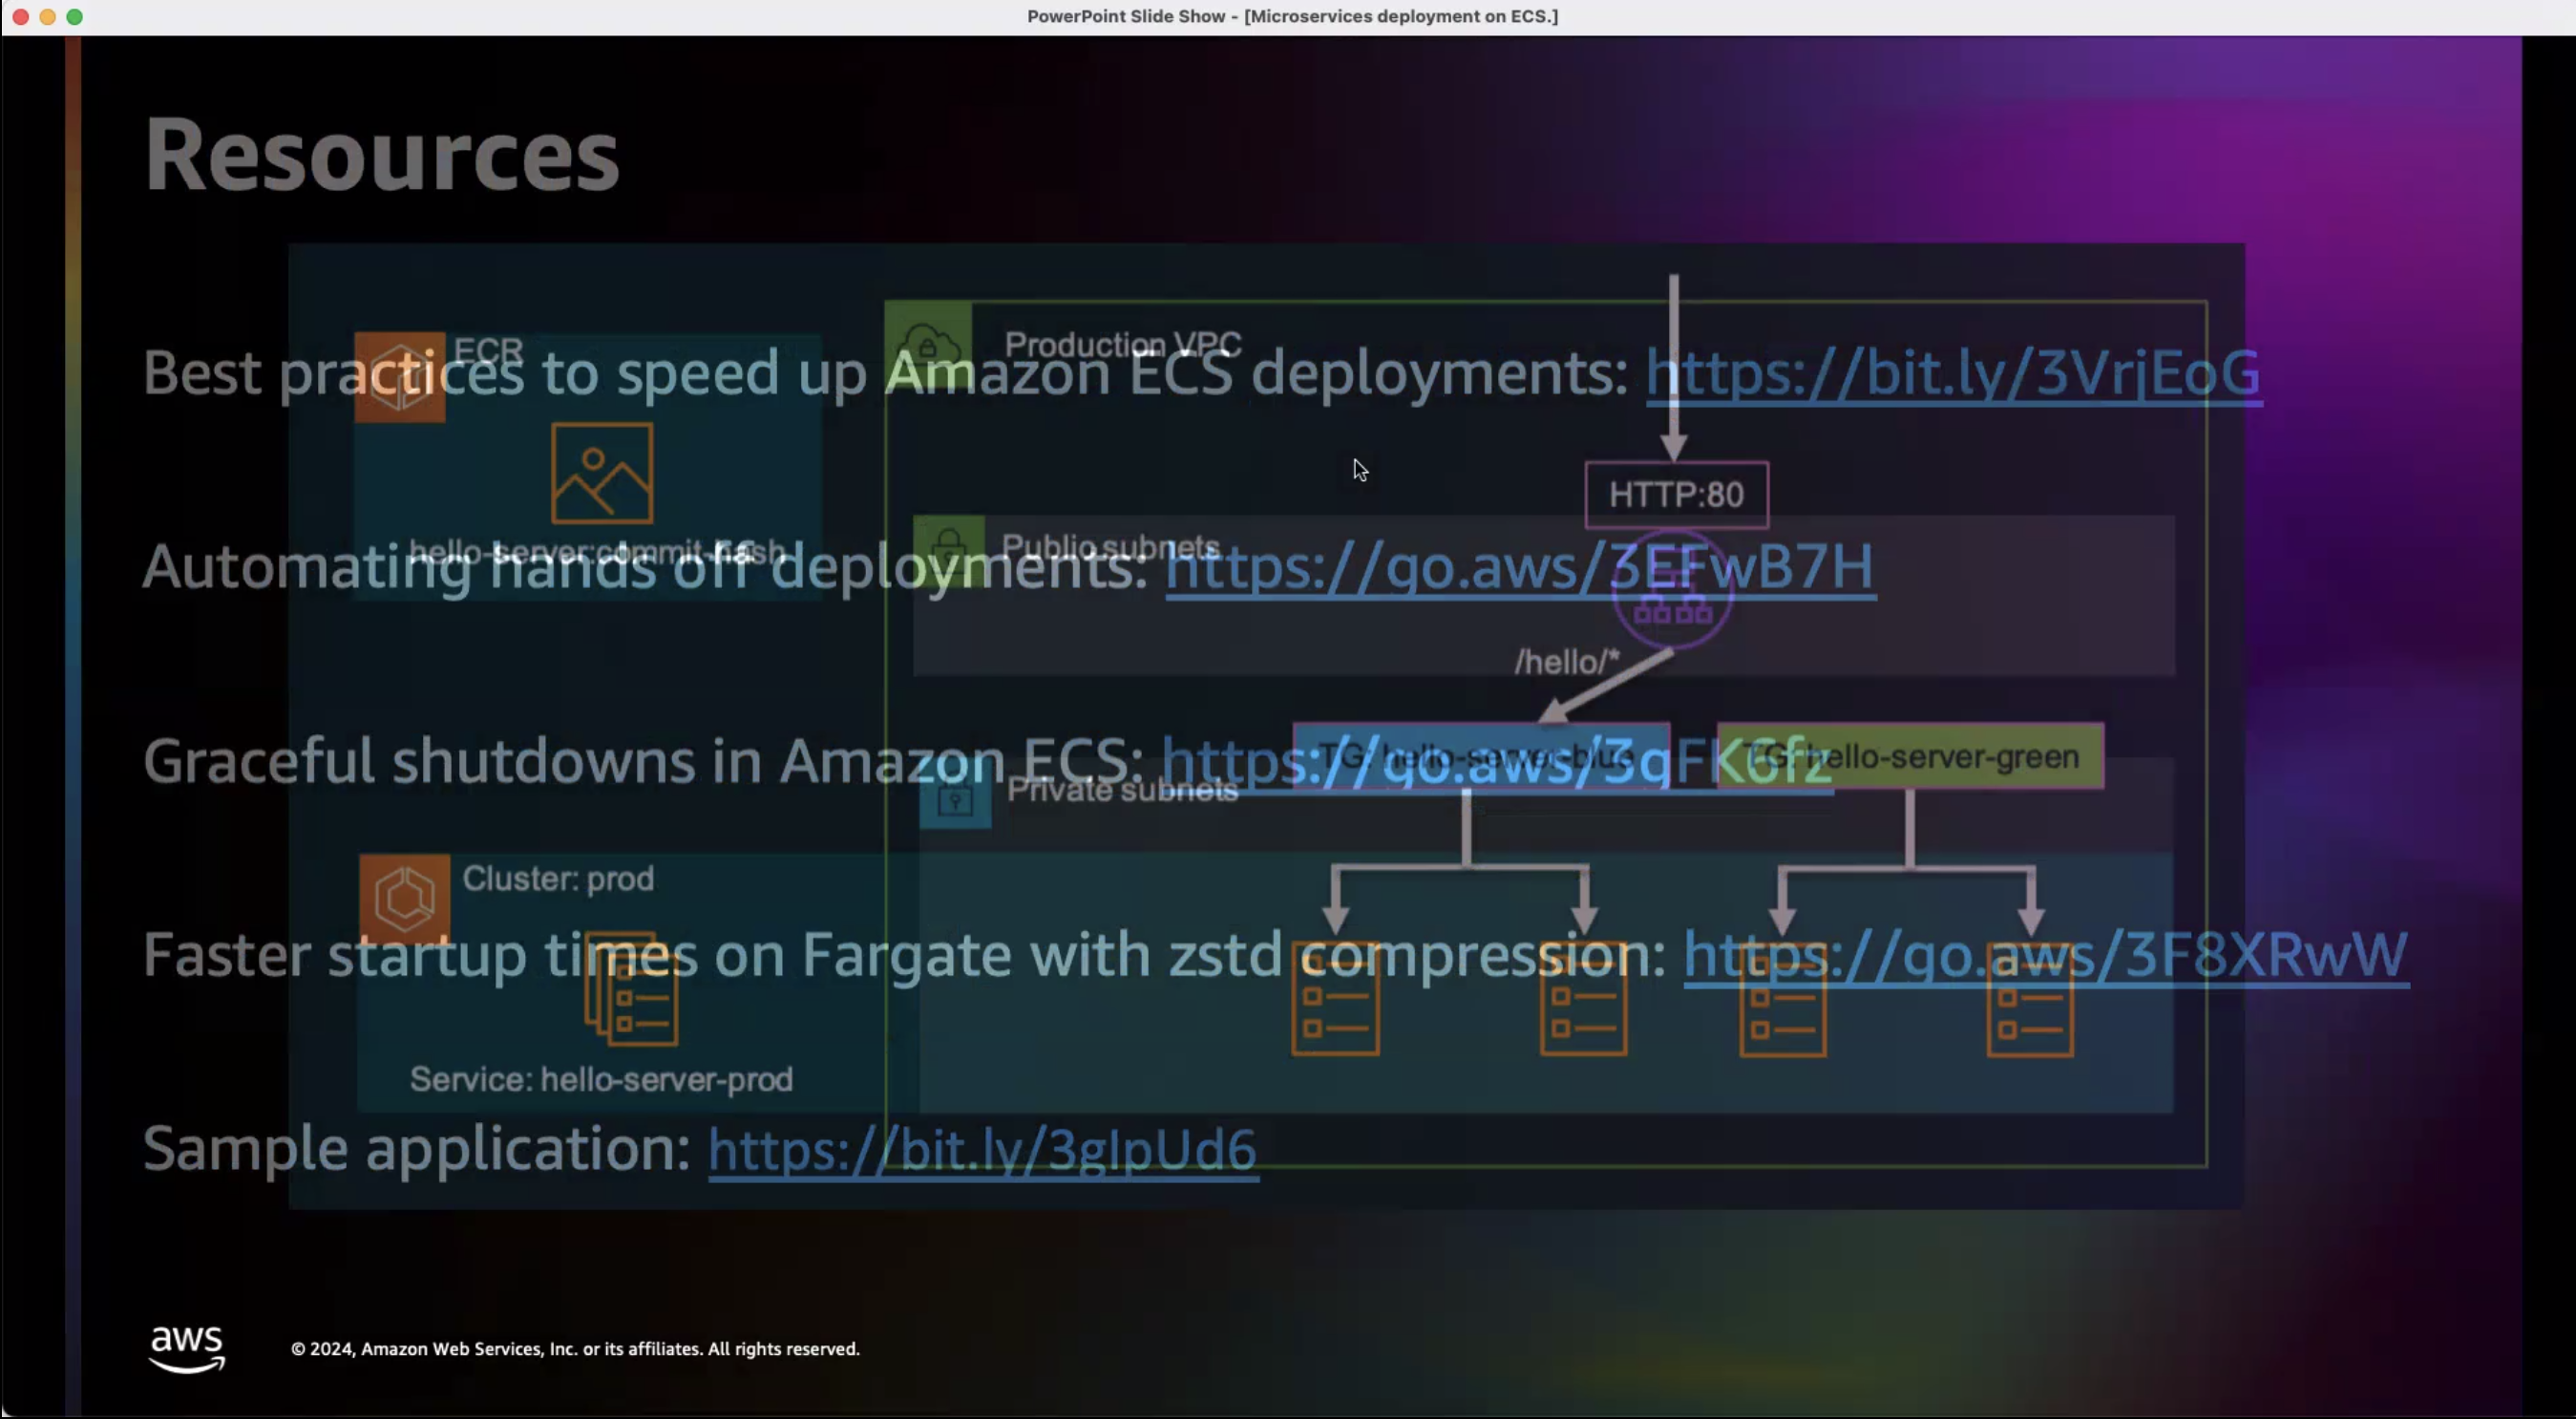 PowerPoint Slide Show - [Microservices deployment on ECS.]
Resources
ECR
Production VPC
Best practices to speed up Amazon ECS deployments: https://bit.ly/3VrjEoG
HTTP:80
hello-server:commit-hash
Public subnets
Automating hands off deployments: https://go.aws/3EFwB7H
/hello/*
TG: hello-server-blue
TG: hello-server-green
Graceful shutdowns in Amazon ECS: https://go.aws/3qFK6fz
Private subnets
Cluster: prod
Faster startup times on Fargate with zstd compression: https://go.aws/3F8XRwW
Service: hello-server-prod
Sample application: https://bit.ly/3glpUd6
aws
© 2024, Amazon Web Services, Inc. or its affiliates. All rights reserved.